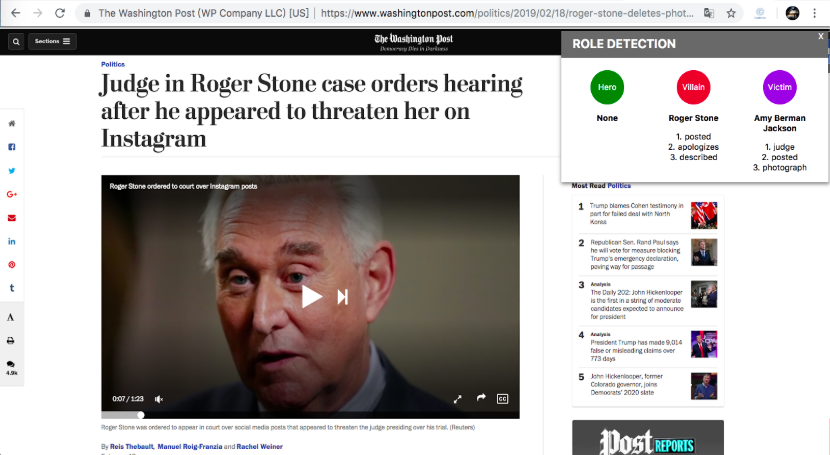 The Washington Post (WP Company LLC) [US] | https://www.washingtonpost.com/politics/2019/02/18/roger-stone-deletes-phot...
Sections
The Washington Post
Democracy Dies in Darkness
Politics
Judge in Roger Stone case orders hearing
after he appeared to threaten her on
Instagram
X
ROLE DETECTION
Hero
None
Villain
Roger Stone
1. posted
2. apologizes
3. described
Victim
Amy Berman
Jackson
1. judge
2. posted
3. photograph
G+
in
t
A
4.9k
Roger Stone ordered to court over Instagram posts
0:07 / 1:23
CC
Roger Stone was ordered to appear in court over social media posts that appeared to threaten the judge presiding over his trial. (Reuters)
By Reis Thebault, Manuel Roig-Franzia and Rachel Weiner
Most Read Politics
1 Trump blames Cohen testimony in
part for failed deal with North
Korea
2 Republican Sen. Rand Paul says
he will vote for measure blocking
Trump's emergency declaration,
paving way for passage
3 Analysis
The Daily 202: John Hickenlooper
is the first in a string of moderate
candidates expected to announce
for president
4 Analysis
President Trump has made 9,014
false or misleading claims over
773 days
5 John Hickenlooper, former
Colorado governor, joins
Democrats' 2020 slate
Post REPORTS